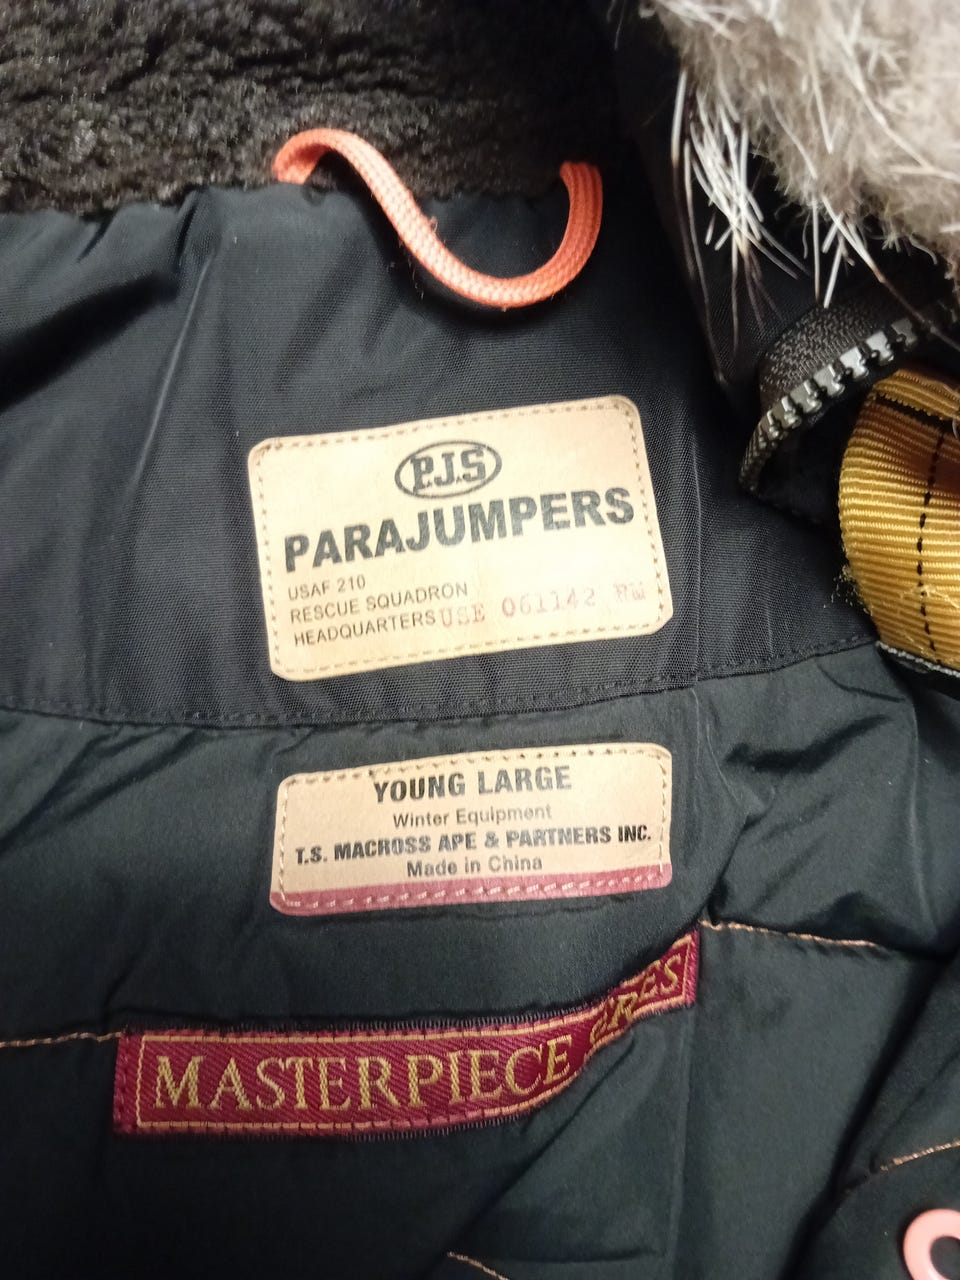 P.J.S
PARAJUMPERS
USAF 210
RESCUE SQUADRON
HEADQUARTERS USE 061142 RW
YOUNG LARGE
Winter Equipment
T.S. MACROSS APE & PARTNERS INC.
Made in China
MASTERPIECE